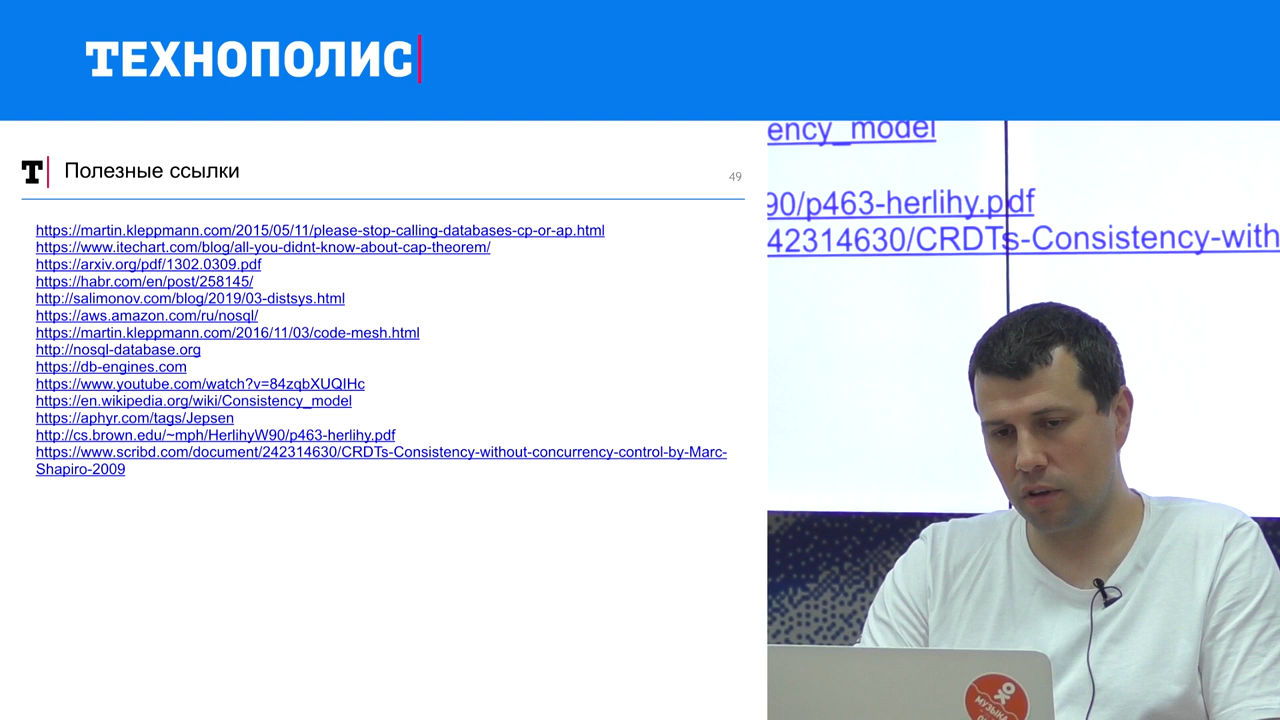 ТЕХНОПОЛИС
Т
Полезные ссылки
49
https://martin.kleppmann.com/2015/05/11/please-stop-calling-databases-cp-or-ap.html
https://www.itechart.com/blog/all-you-didnt-know-about-cap-theorem/
https://arxiv.org/pdf/1302.0309.pdf
https://habr.com/en/post/258145/
http://salimonov.com/blog/2019/03-distsys.html
https://aws.amazon.com/ru/nosql/
https://martin.kleppmann.com/2016/11/03/code-mesh.html
http://nosql-database.org
https://db-engines.com
https://www.youtube.com/watch?v=84zqbXUQIHc
https://en.wikipedia.org/wiki/Consistency_model
https://aphyr.com/tags/Jepsen
http://cs.brown.edu/~mph/HerlihyW90/p463-herlihy.pdf
https://www.scribd.com/document/242314630/CRDTs-Consistency-without-concurrency-control-by-Marc-
Shapiro-2009
ency_model
90/p463-herlihy.pdf
42314630/CRDTs-Consistency-with
МУЗЫКА